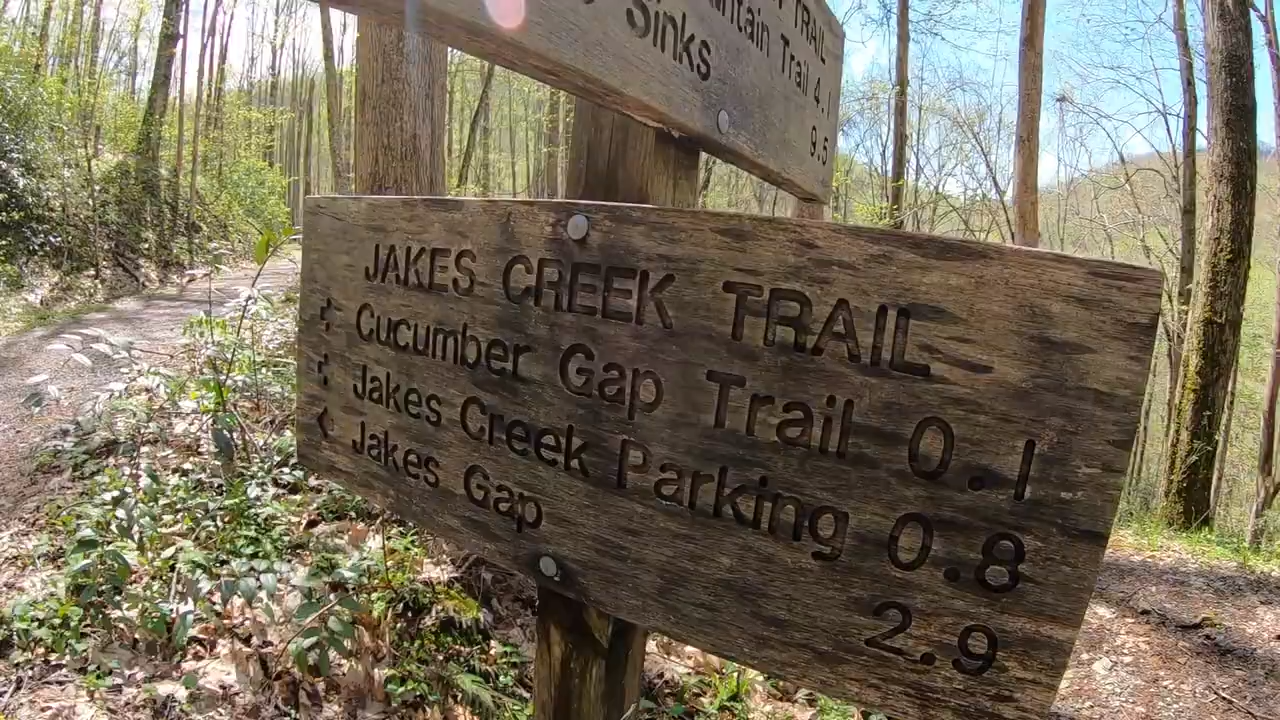 TRAIL
Trail 4.1
Sinks 9.5
JAKES CREEK TRAIL
Cucumber Gap Trail 0.1
Jakes Creek Parking 0.8
< Jakes Gap 2.9